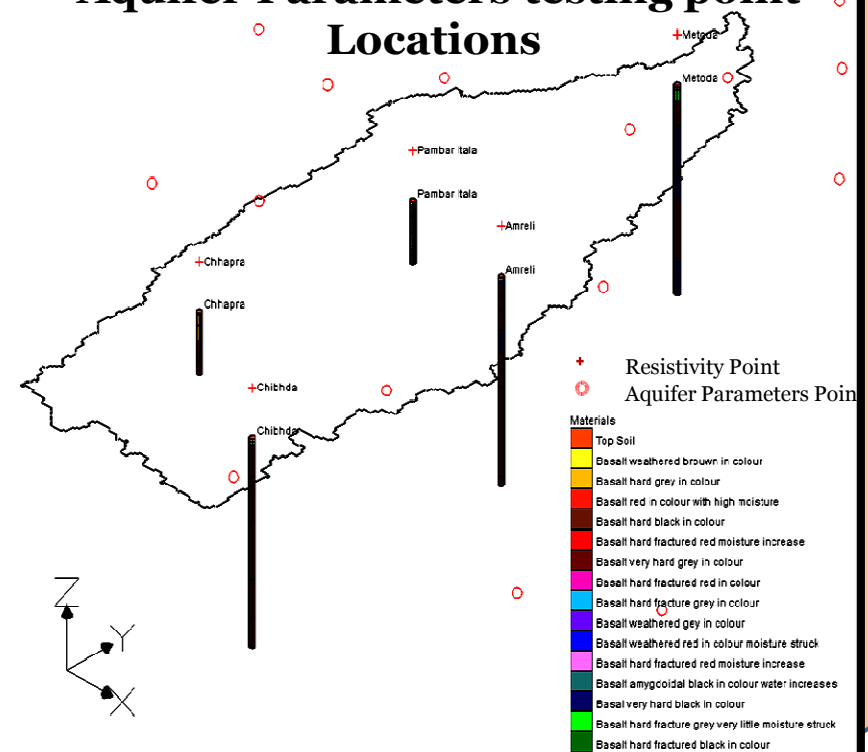 Aquifer Parameters testing point
Locations
Metoda
Metoda
Pambar Itala
Pambar Itala
Amreli
Amreli
Chhapra
Chhapra
Chibhda
Chibhda
Resistivity Point
Aquifer Parameters Poin
Materials
Top Soil
Basalt weathered brouwn in colour
Basalt hard grey in colour
Basalt red in colour with high moisture
Basalt hard black in colour
Basalt hard fractured red moisture increase
Basalt very hard grey in colour
Basalt hard fractured red in colour
Basalt hard fracture grey in colour
Basalt weathered gey in colour
Basalt weathered red in colour moisture struck
Basalt hard fractured red moisture increase
Basalt amygdoidal black in colour water increases
Basal very hard black in colour
Basalt hard fracture grey very little moisture struck
Basalt hard fractured black in colour
Z
Y
X